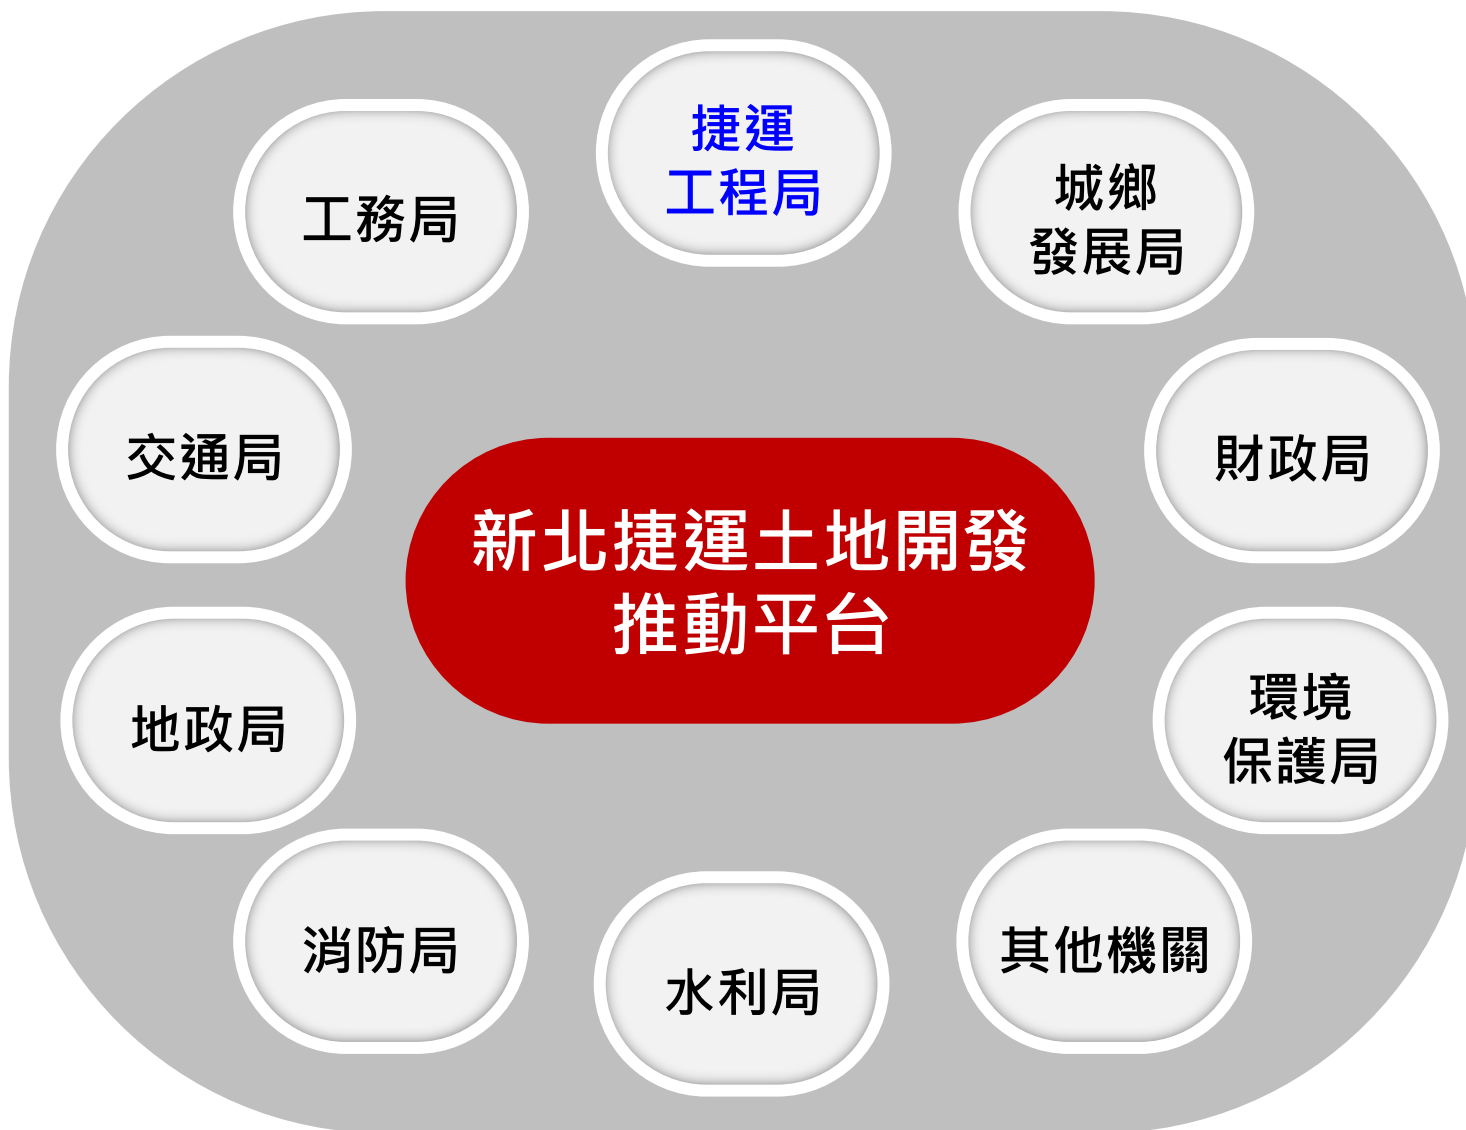 捷運
工程局
工務局
城鄉
發展局
交通局
財政局
新北捷運土地開發
推動平台
地政局
環境
保護局
消防局
水利局
其他機關